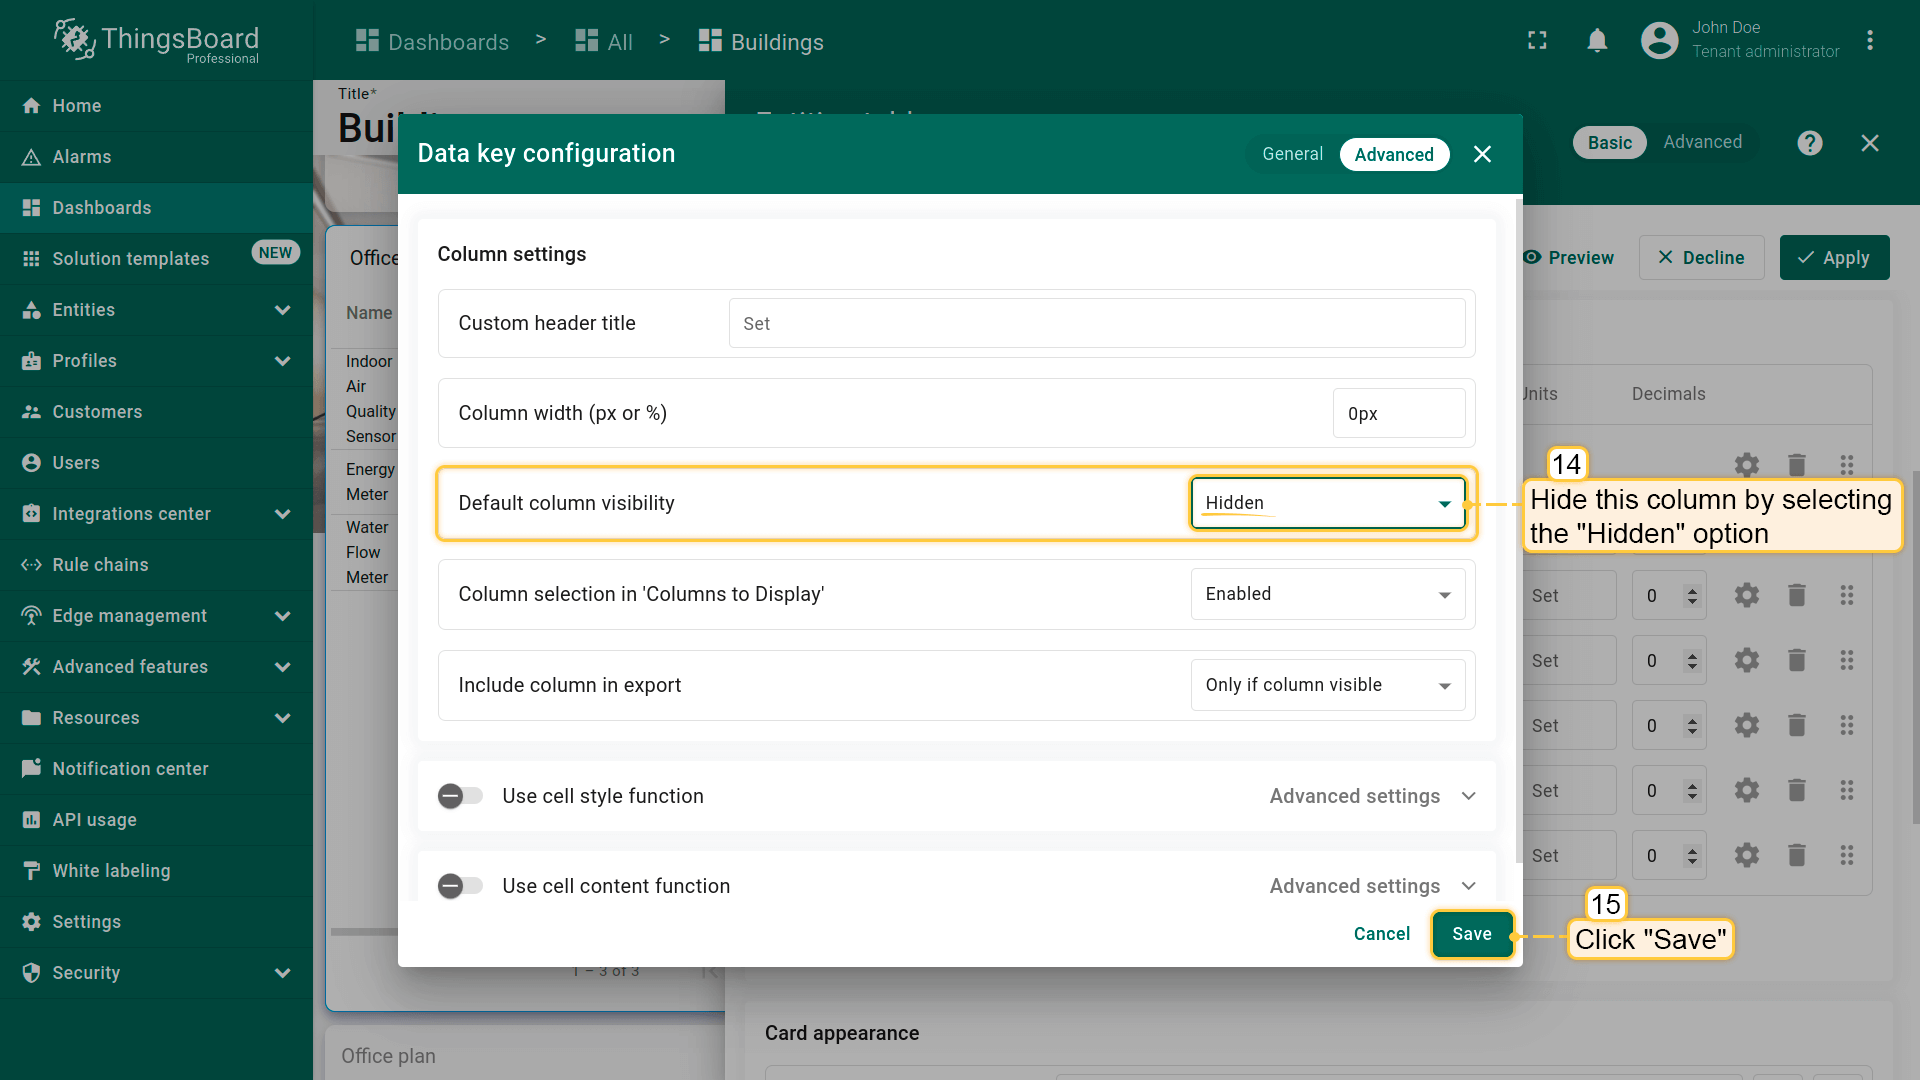 ThingsBoard
Professional
Dashboards > All > Buildings
John Doe
Tenant administrator
Home
Alarms
Dashboards
Solution templates NEW
Entities
Profiles
Customers
Users
Integrations center
Rule chains
Edge management
Advanced features
Resources
Notification center
API usage
White labeling
Settings
Security
Title*
Basic
Advanced
Preview
Decline
Apply
Office
Name
Indoor
Air
Quality
Sensor
Energy
Meter
Water
Flow
Meter
1 – 3 of 3
Office plan
Data key configuration
General
Advanced
Column settings
Custom header title
Set
Column width (px or %)
0px
Default column visibility
Hidden
Column selection in 'Columns to Display'
Enabled
Include column in export
Only if column visible
Use cell style function
Advanced settings
Use cell content function
Advanced settings
Cancel
Save
Units
Decimals
14
Hide this column by selecting
the "Hidden" option
Set 0
Set 0
Set 0
Set 0
Set 0
15
Click "Save"
Card appearance